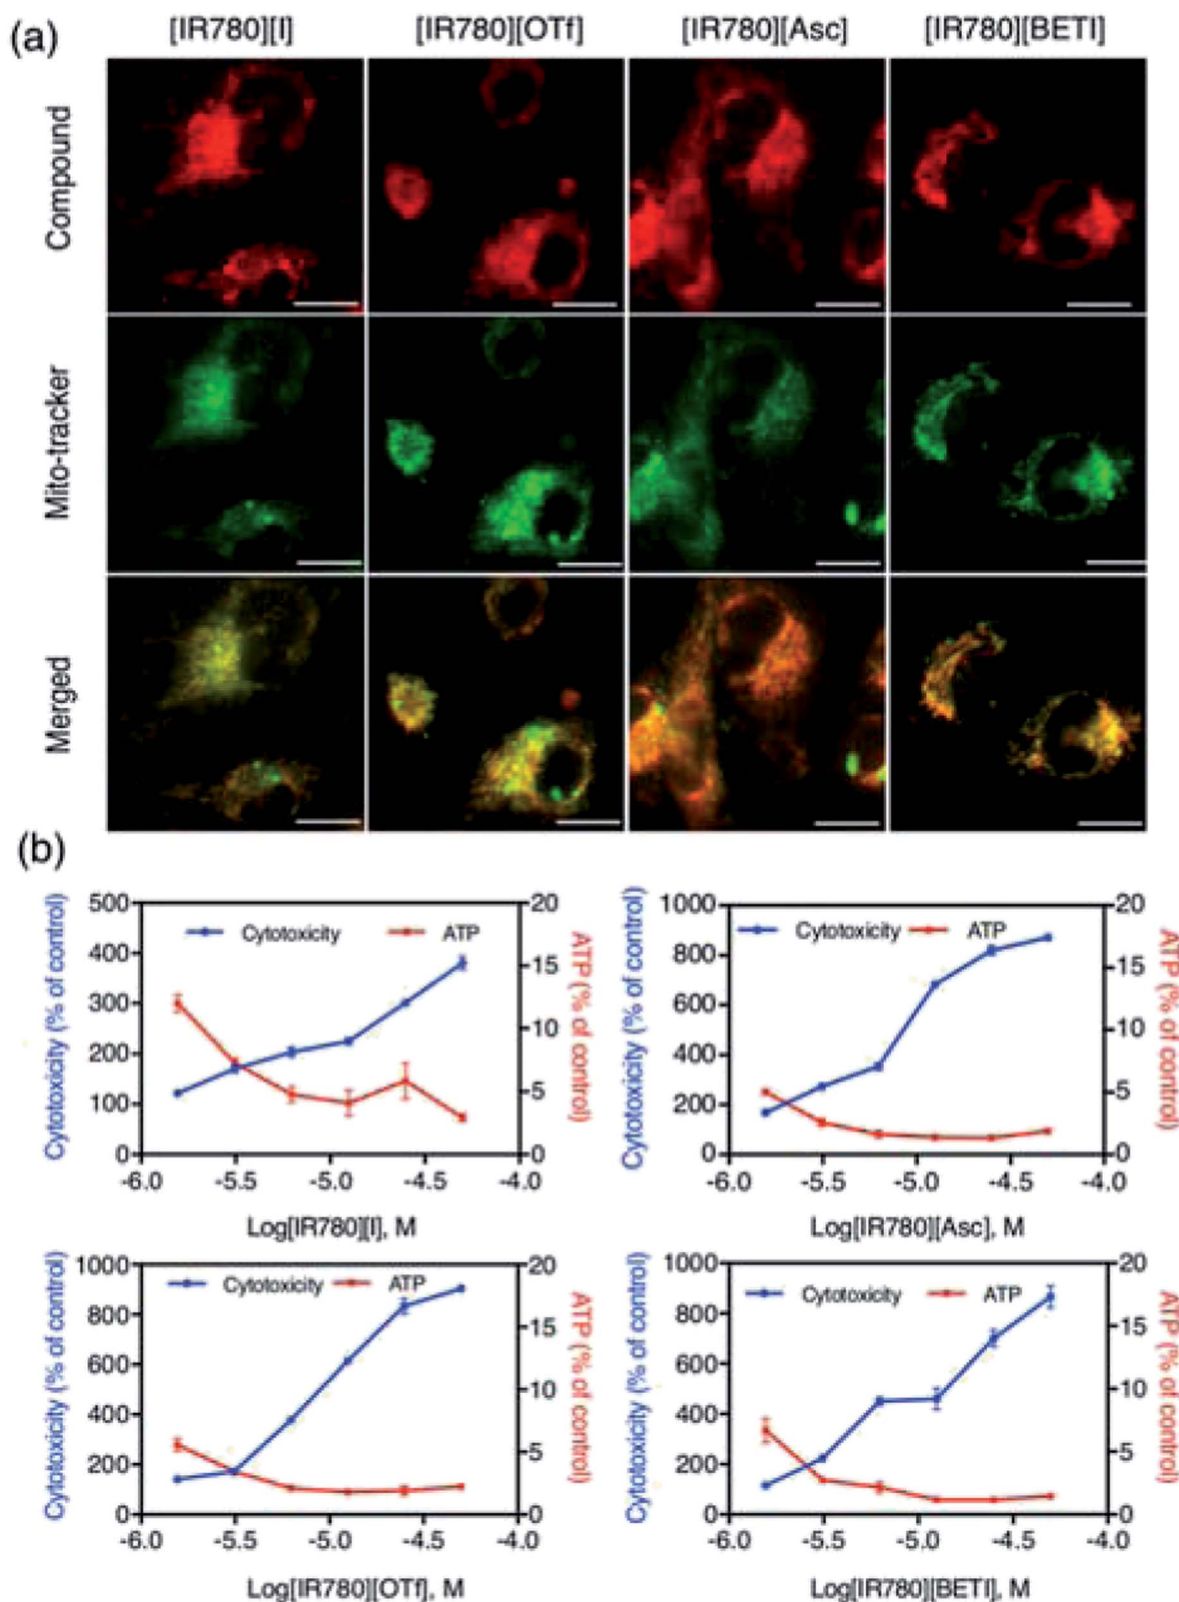 (a)
[IR780][I] [IR780][OTf] [IR780][Asc] [IR780][BETI]
Compound
Mito-tracker
Merged
(b)
Cytotoxicity (% of control)
500
400
300
200
100
0
Cytotoxicity ATP
20
15
10
5
0
ATP (% of control)
-6.0 -5.5 -5.0 -4.5 -4.0
Log[IR780][I], M
Cytotoxicity (% of control)
1000
800
600
400
200
0
Cytotoxicity ATP
20
15
10
5
0
ATP (% of control)
-6.0 -5.5 -5.0 -4.5 -4.0
Log[IR780][Asc], M
Cytotoxicity (% of control)
1000
800
600
400
200
0
Cytotoxicity ATP
20
15
10
5
0
ATP (% of control)
-6.0 -5.5 -5.0 -4.5 -4.0
Log[IR780][OTf], M
Cytotoxicity (% of control)
1000
800
600
400
200
0
Cytotoxicity ATP
20
15
10
5
0
ATP (% of control)
-6.0 -5.5 -5.0 -4.5 -4.0
Log[IR780][BETI], M